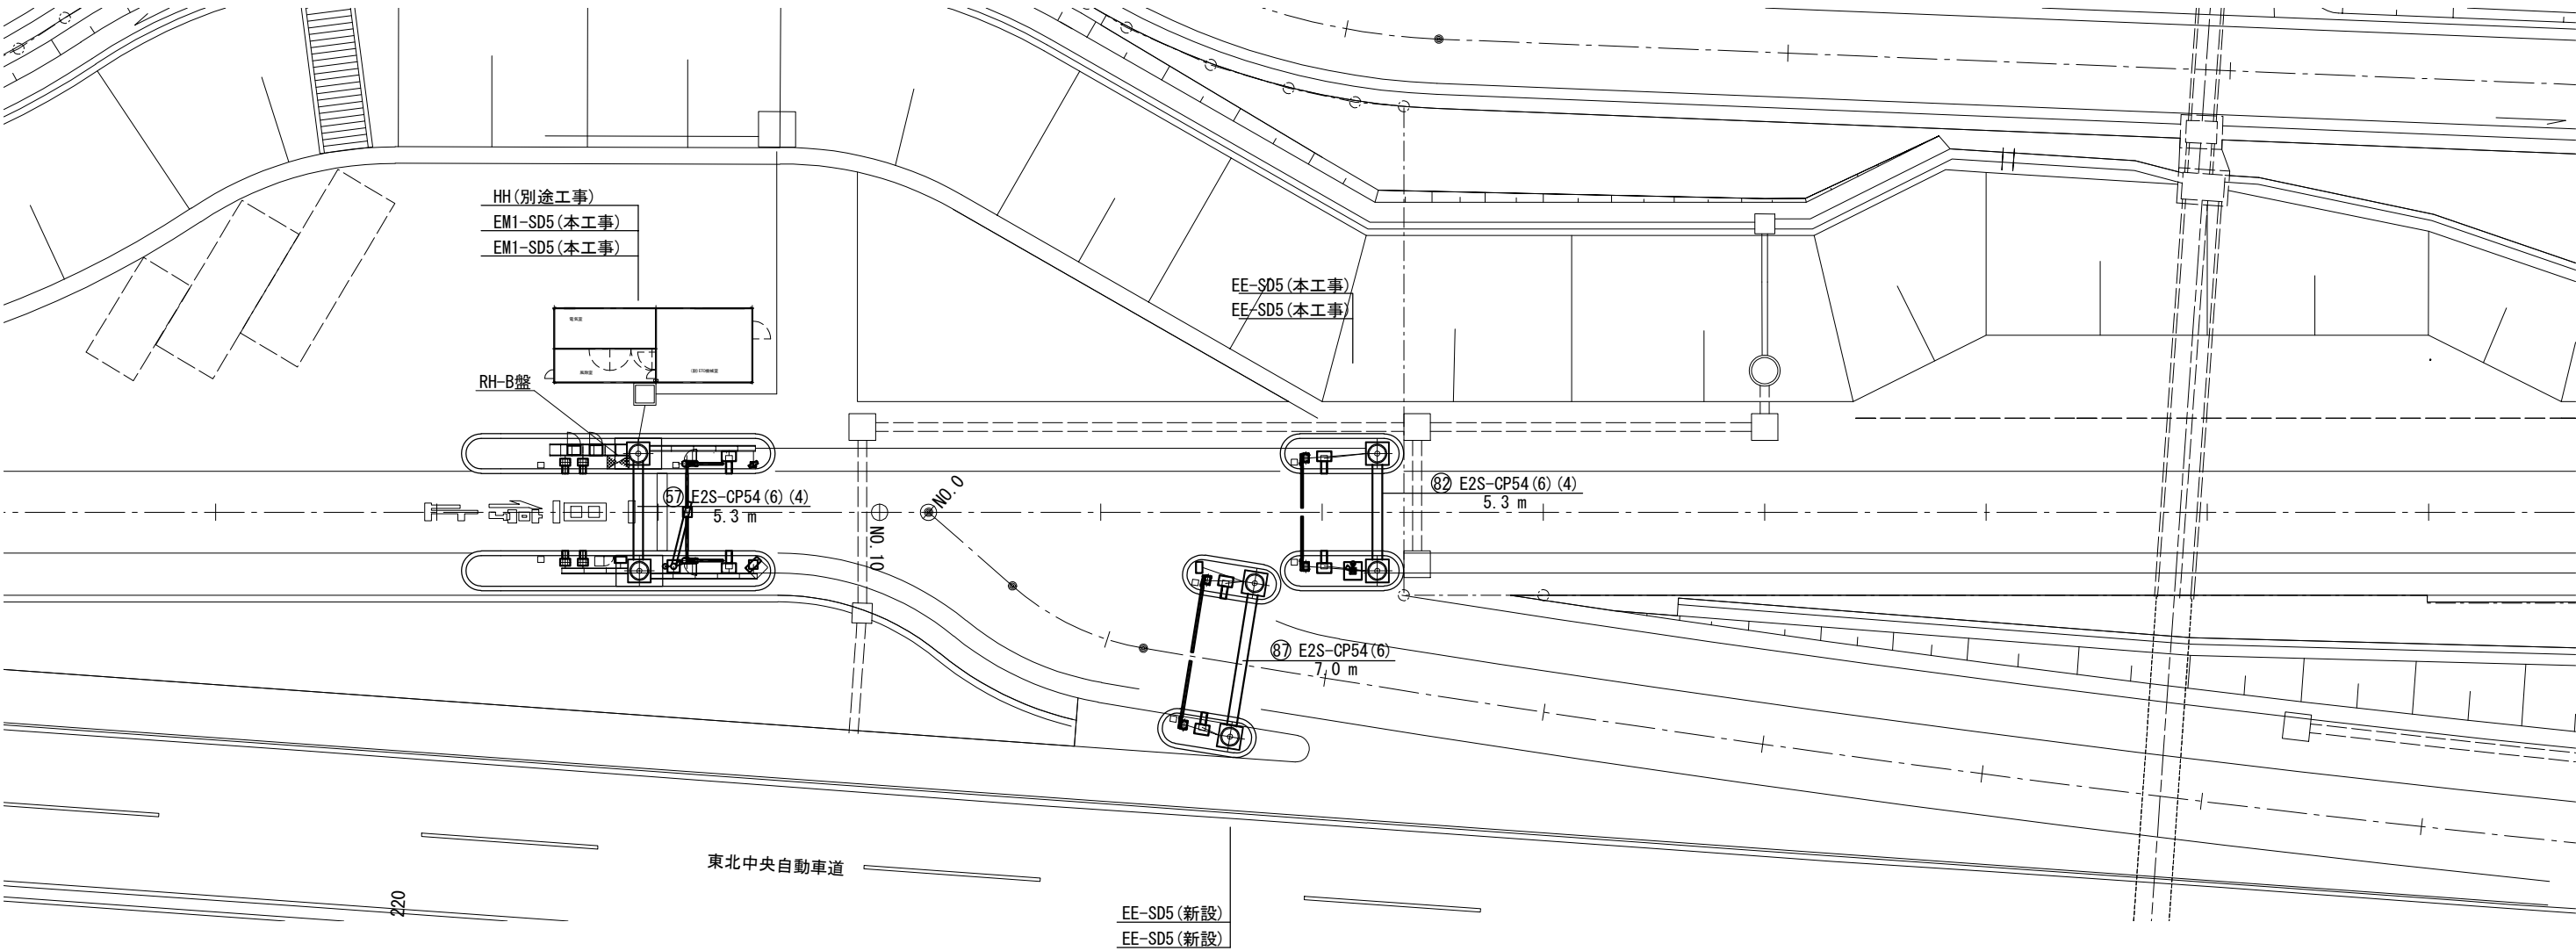 HH(別途工事)
EM1-SD5(本工事)
EM1-SD5(本工事)
EE-SD5(本工事)
EE-SD5(本工事)
電気室
RH-B盤
57 E2S-CP54(6)(4)
5.3 m
NO.0
NO.10
82 E2S-CP54(6)(4)
5.3 m
87 E2S-CP54(6)
7.0 m
東北中央自動車道
220
EE-SD5(新設)
EE-SD5(新設)